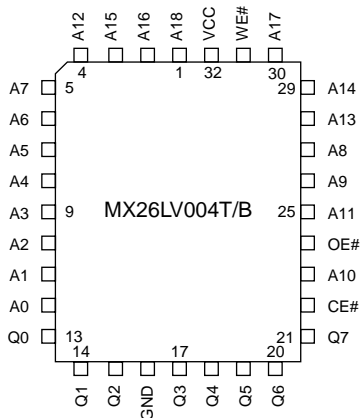 A12 A15 A16 A18 VCC WE# A17
4 1 32 30
A7 5 29 A14
A6 A13
A5 A8
A4 A9
A3 9 MX26LV004T/B 25 A11
A2 OE#
A1 A10
A0 CE#
Q0 13 21 Q7
14 17 20
Q1 Q2 GND Q3 Q4 Q5 Q6